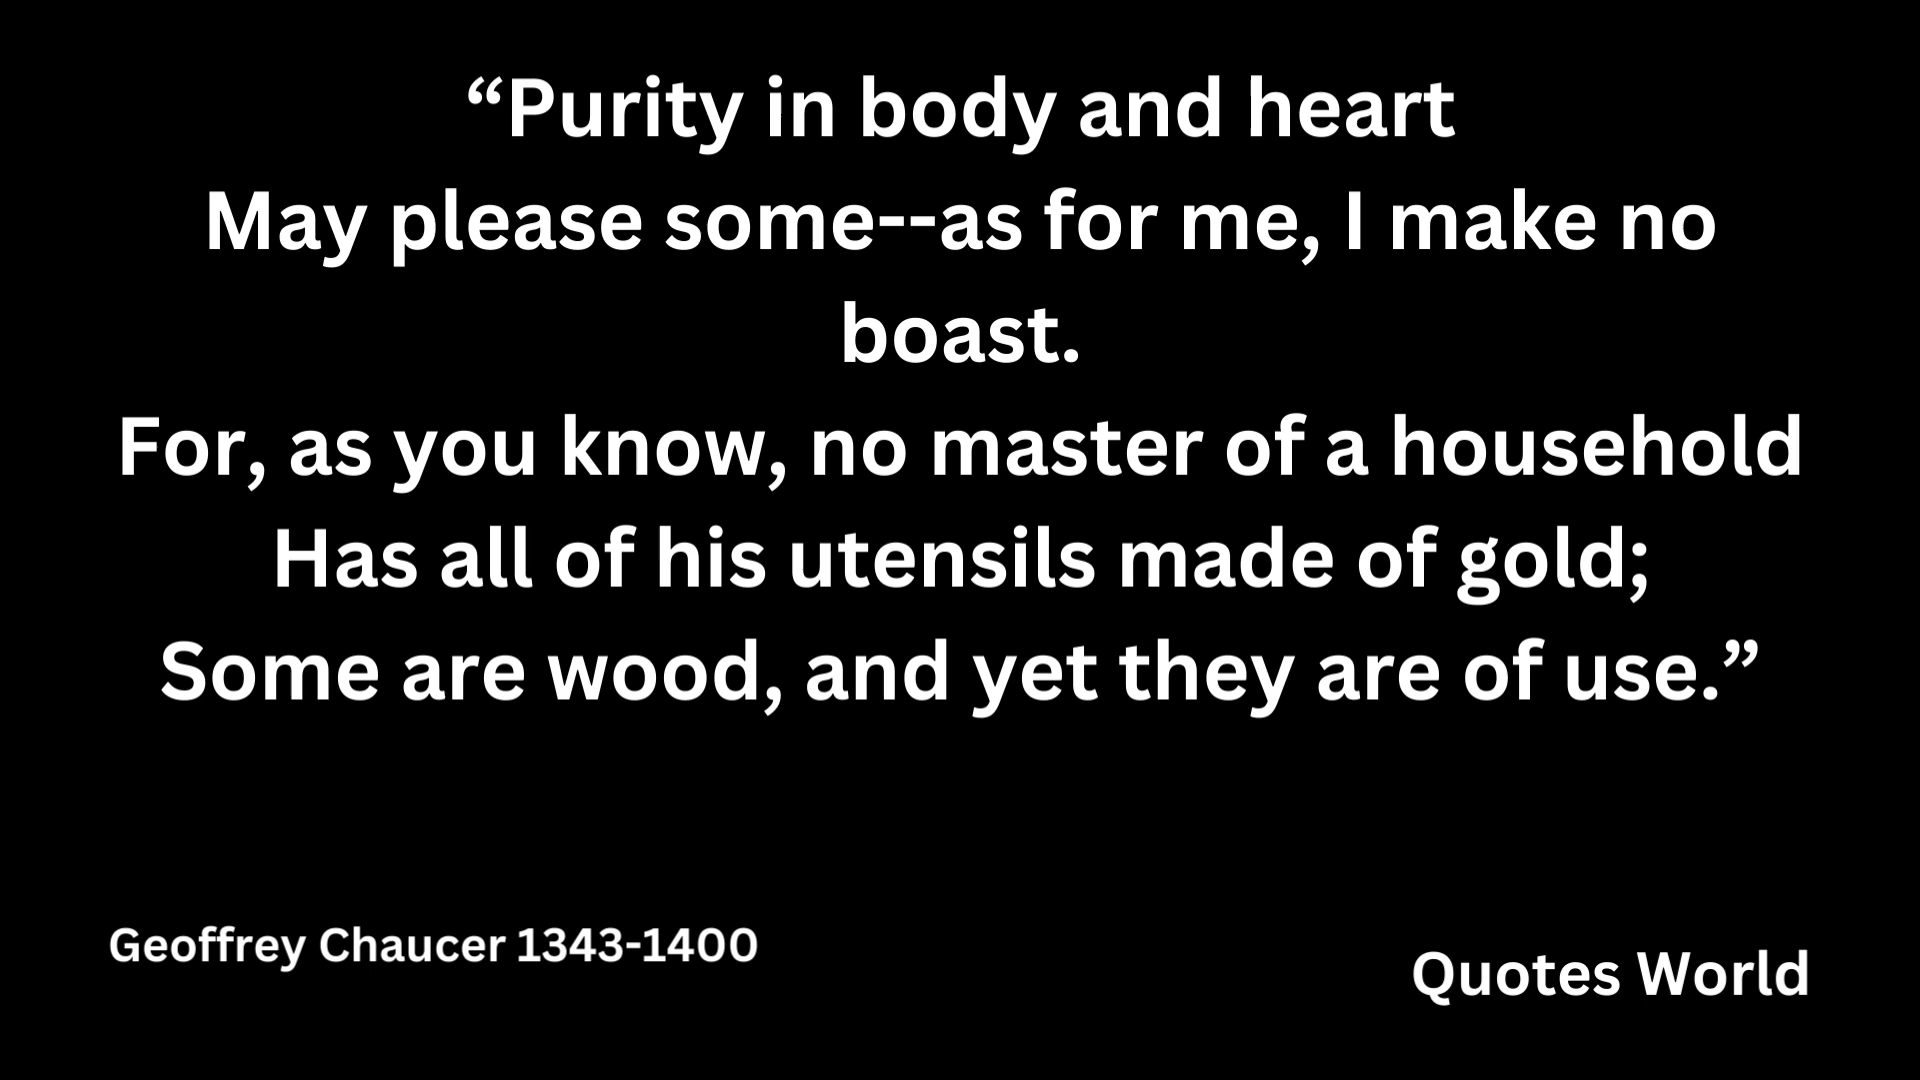 “Purity in body and heart
May please some--as for me, I make no
boast.
For, as you know, no master of a household
Has all of his utensils made of gold;
Some are wood, and yet they are of use.”
Geoffrey Chaucer 1343-1400
Quotes World